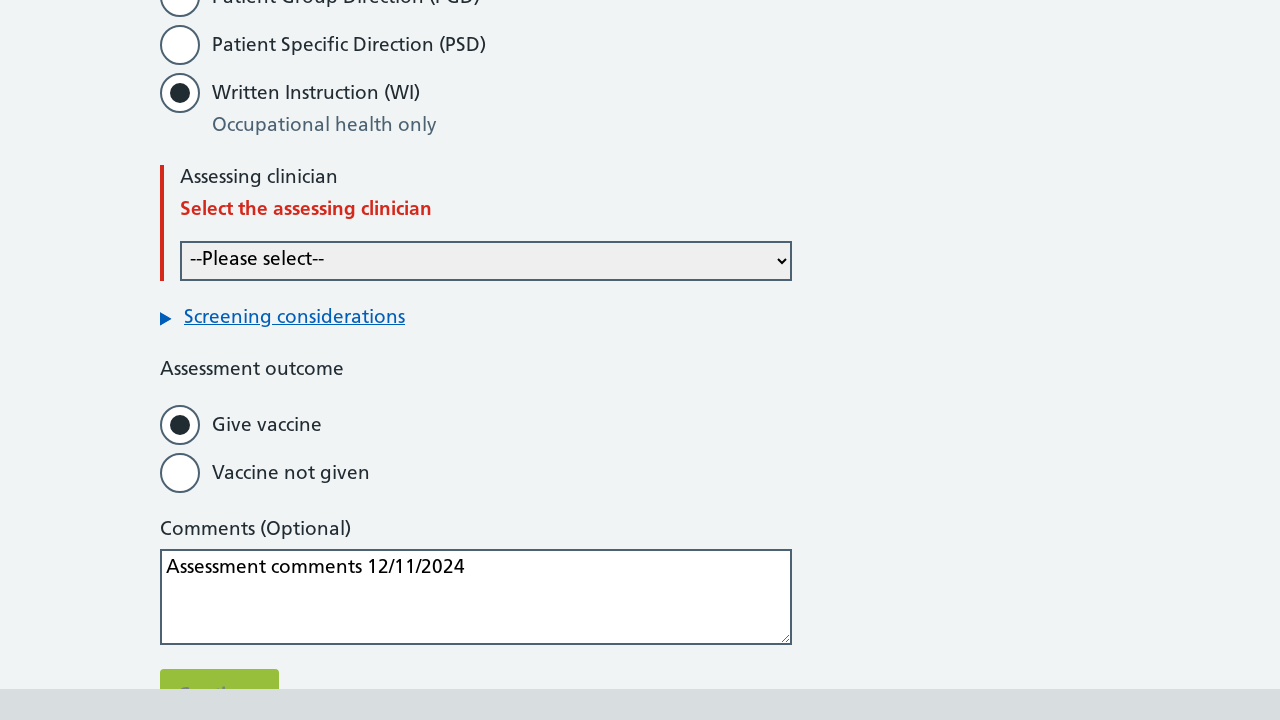 Patient Group Direction (PGD)
Patient Specific Direction (PSD)
Written Instruction (WI)
Occupational health only
Assessing clinician
Select the assessing clinician
--Please select--
Screening considerations
Assessment outcome
Give vaccine
Vaccine not given
Comments (Optional)
Assessment comments 12/11/2024